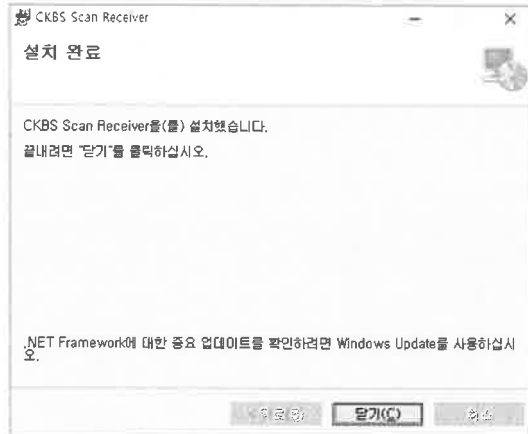 CKBS Scan Receiver
설치 완료
CKBS Scan Receiver을(를) 설치했습니다.
끝내려면 "닫기"를 클릭하십시오.
.NET Framework에 대한 중요 업데이트를 확인하려면 Windows Update를 사용하십시
오.
닫기(C)
취소